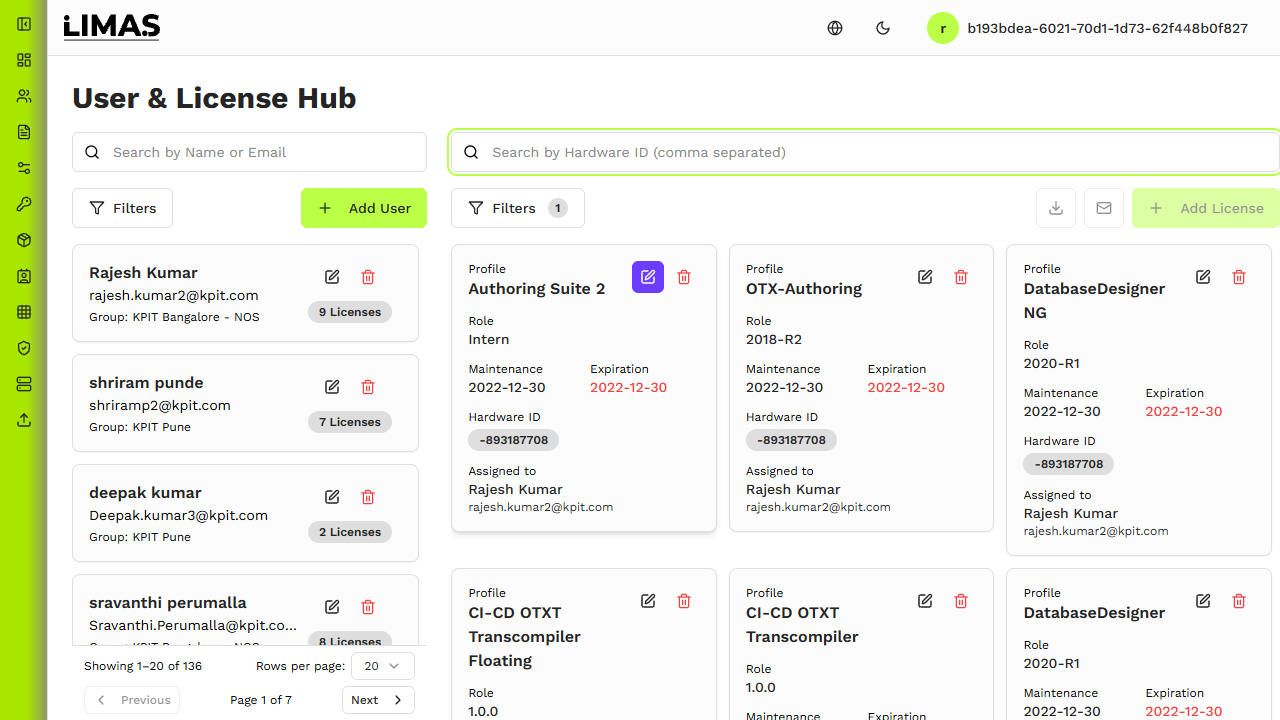 LIMAS
r
b193bdea-6021-70d1-1d73-62f448b0f827
User & License Hub
Search by Name or Email
Search by Hardware ID (comma separated)
Filters
Add User
Filters
1
Add License
Rajesh Kumar
rajesh.kumar2@kpit.com
Group: KPIT Bangalore - NOS
9 Licenses
shriram punde
shriramp2@kpit.com
Group: KPIT Pune
7 Licenses
deepak kumar
Deepak.kumar3@kpit.com
Group: KPIT Pune
2 Licenses
sravanthi perumalla
Sravanthi.Perumalla@kpit.co...
8 Licenses
Showing 1–20 of 136
Rows per page:
20
Previous
Page 1 of 7
Next
Profile
Authoring Suite 2
Role
Intern
Maintenance
2022-12-30
Expiration
2022-12-30
Hardware ID
-893187708
Assigned to
Rajesh Kumar
rajesh.kumar2@kpit.com
Profile
OTX-Authoring
Role
2018-R2
Maintenance
2022-12-30
Expiration
2022-12-30
Hardware ID
-893187708
Assigned to
Rajesh Kumar
rajesh.kumar2@kpit.com
Profile
DatabaseDesigner
NG
Role
2020-R1
Maintenance
2022-12-30
Expiration
2022-12-30
Hardware ID
-893187708
Assigned to
Rajesh Kumar
rajesh.kumar2@kpit.com
Profile
CI-CD OTXT
Transcompiler
Floating
Role
1.0.0
Profile
CI-CD OTXT
Transcompiler
Role
1.0.0
Maintenance
Expiration
Profile
DatabaseDesigner
Role
2020-R1
Maintenance
2022-12-30
Expiration
2022-12-30